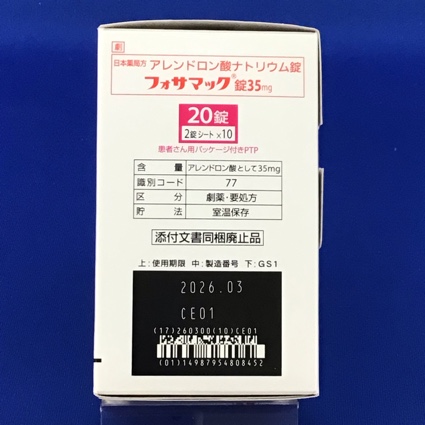 劇
日本薬局方 アレンドロン酸ナトリウム錠
フォサマック®錠35mg
20錠
2錠シート×10
患者さん用パッケージ付きPTP
含量 アレンドロン酸として35mg
識別コード 77
区分 劇薬・要処方
貯法 室温保存
添付文書同梱廃止品
上:使用期限 中:製造番号 下:GS1
2026.03
CE01
(17)260300(10)CE01
(01)14987954808452